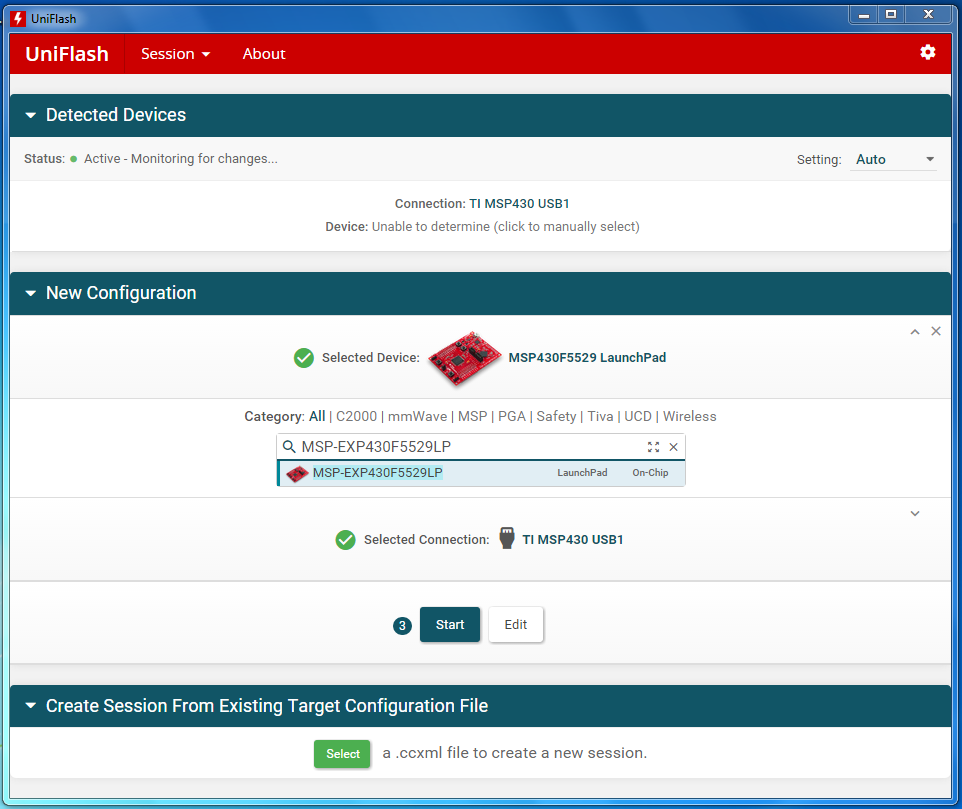 UniFlash
UniFlash Session About
Detected Devices
Status: Active - Monitoring for changes... Setting: Auto
Connection: TI MSP430 USB1
Device: Unable to determine (click to manually select)
New Configuration
Selected Device: MSP430F5529 LaunchPad
Category: All | C2000 | mmWave | MSP | PGA | Safety | Tiva | UCD | Wireless
MSP-EXP430F5529LP
MSP-EXP430F5529LP LaunchPad On-Chip
Selected Connection: TI MSP430 USB1
3 Start Edit
Create Session From Existing Target Configuration File
Select a .ccxml file to create a new session.